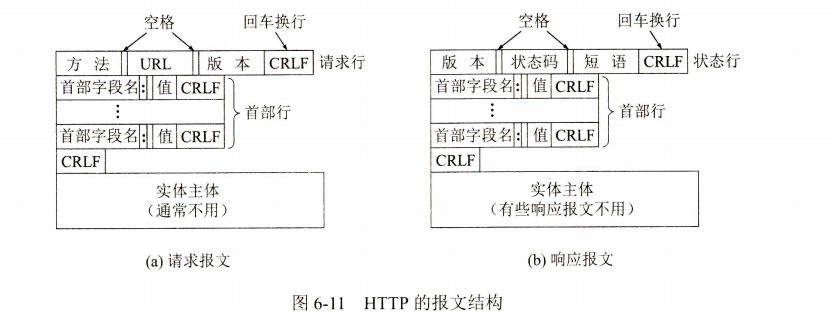 空格 回车换行
方 法 URL 版 本 CRLF 请求行
首部字段名: 值 CRLF
⋮ 首部行
首部字段名: 值 CRLF
CRLF
实体主体
（通常不用）
(a) 请求报文
空格 回车换行
版 本 状态码 短 语 CRLF 状态行
首部字段名: 值 CRLF
⋮ 首部行
首部字段名: 值 CRLF
CRLF
实体主体
（有些响应报文不用）
(b) 响应报文
图 6-11 HTTP 的报文结构